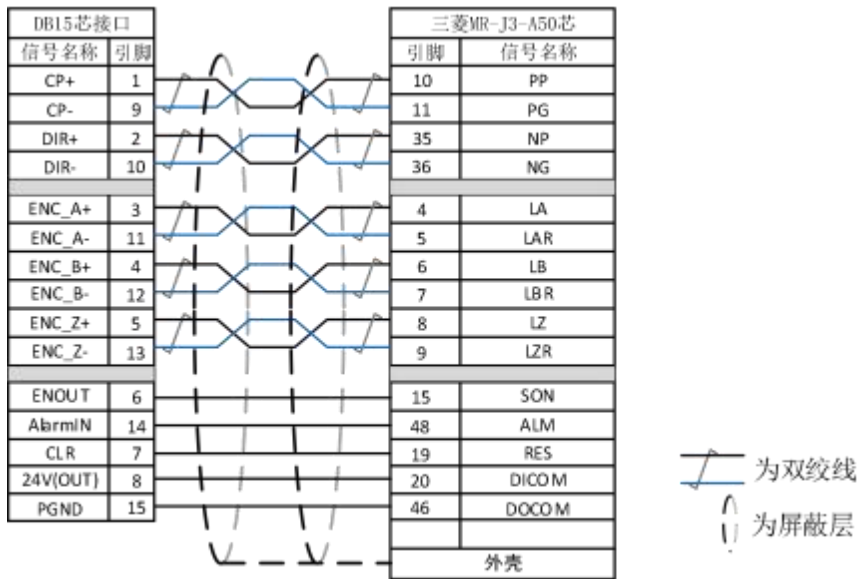 DB15芯接口 三菱MR-J3-A50芯
信号名称 引脚 引脚 信号名称
CP+ 1 10 PP
CP- 9 11 PG
DIR+ 2 35 NP
DIR- 10 36 NG
ENC_A+ 3 4 LA
ENC_A- 11 5 LAR
ENC_B+ 4 6 LB
ENC_B- 12 7 LBR
ENC_Z+ 5 8 LZ
ENC_Z- 13 9 LZR
ENOUT 6 15 SON
AlarmIN 14 48 ALM
CLR 7 19 RES
24V(OUT) 8 20 DICOM
PGND 15 46 DOCOM
外壳
为双绞线
为屏蔽层